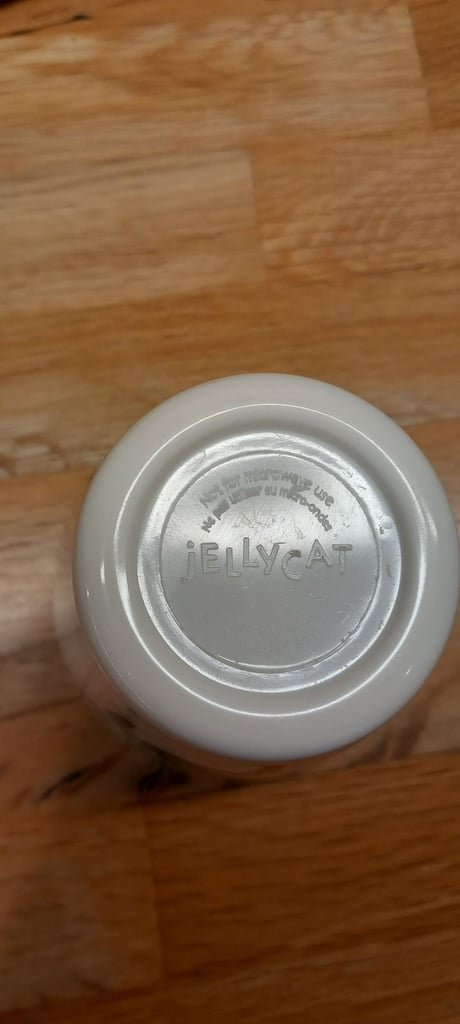 Not for microwave use
Ne pas utiliser au micro-ondes
jELLYCAT